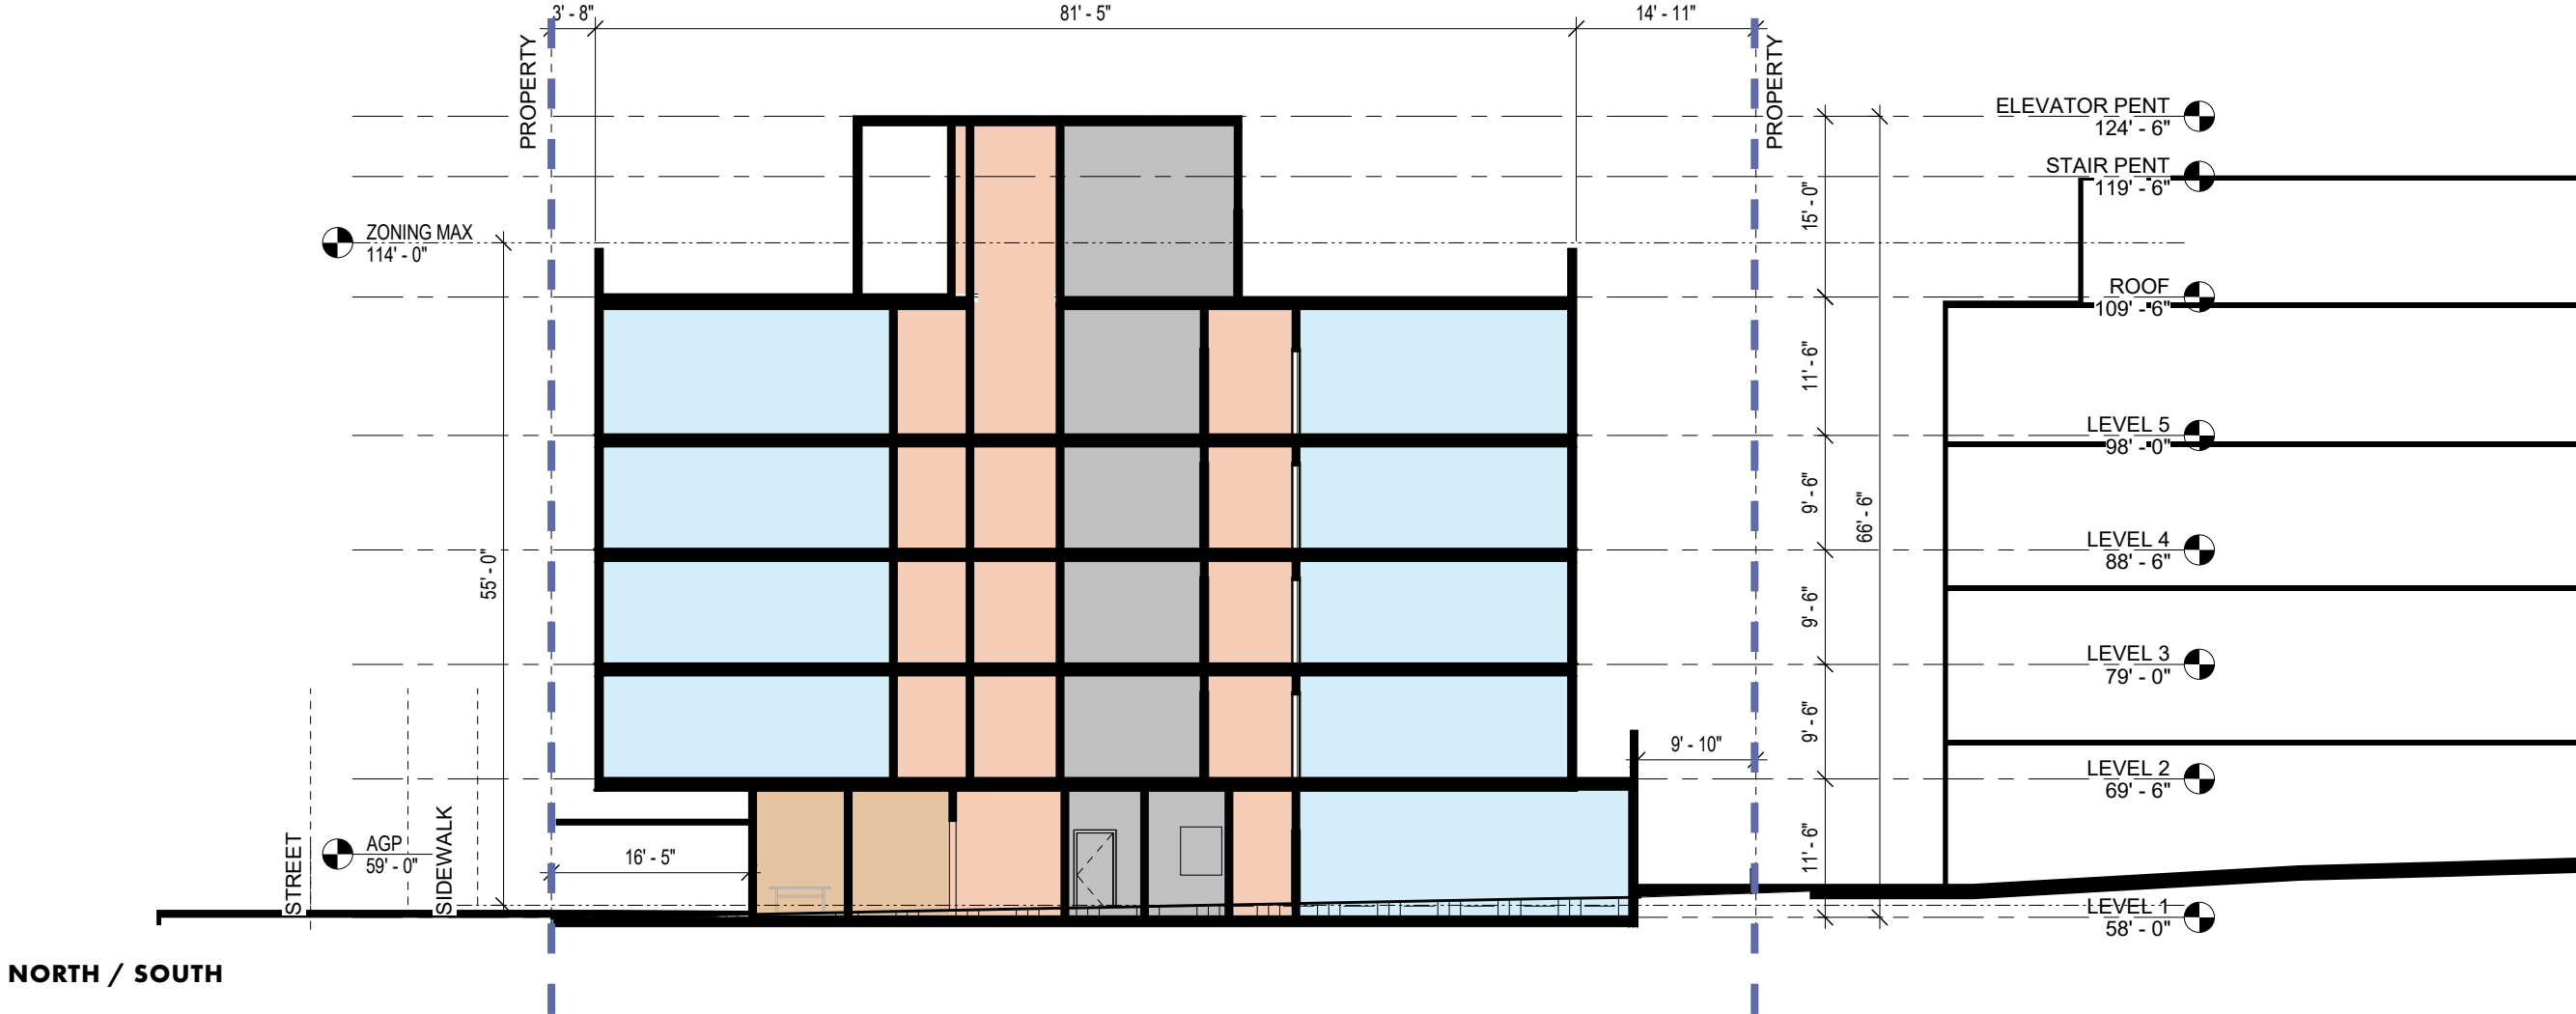 3' - 8"
81' - 5"
14' - 11"
PROPERTY
PROPERTY
ELEVATOR PENT
124' - 6"
STAIR PENT
119' - 6"
15' - 0"
ZONING MAX
114' - 0"
ROOF
109' - 6"
11' - 6"
LEVEL 5
98' - 0"
9' - 6"
66' - 6"
LEVEL 4
88' - 6"
55' - 0"
9' - 6"
LEVEL 3
79' - 0"
9' - 6"
9' - 10"
LEVEL 2
69' - 6"
STREET
AGP
59' - 0"
SIDEWALK
16' - 5"
11' - 6"
LEVEL 1
58' - 0"
NORTH / SOUTH